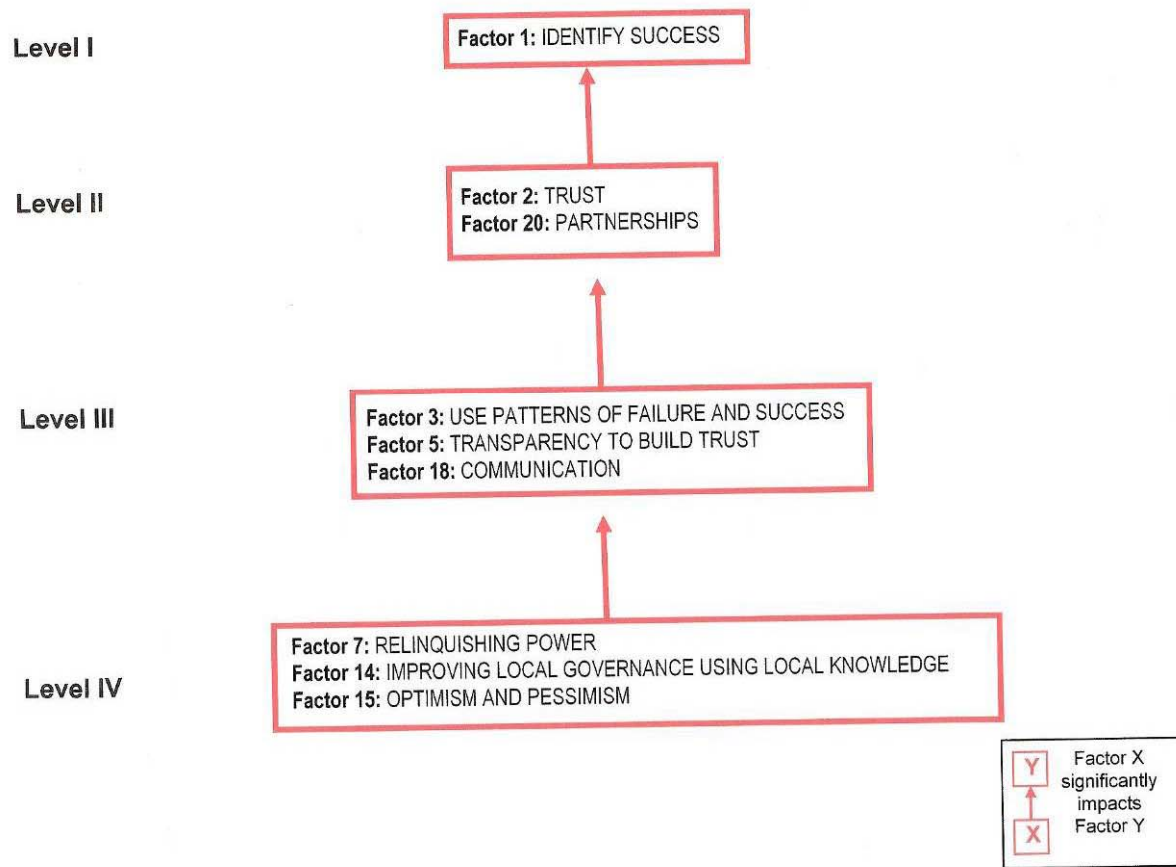 Level I
Factor 1: IDENTIFY SUCCESS
Level II
Factor 2: TRUST
Factor 20: PARTNERSHIPS
Level III
Factor 3: USE PATTERNS OF FAILURE AND SUCCESS
Factor 5: TRANSPARENCY TO BUILD TRUST
Factor 18: COMMUNICATION
Level IV
Factor 7: RELINQUISHING POWER
Factor 14: IMPROVING LOCAL GOVERNANCE USING LOCAL KNOWLEDGE
Factor 15: OPTIMISM AND PESSIMISM
Y
X
Factor X
significantly
impacts
Factor Y